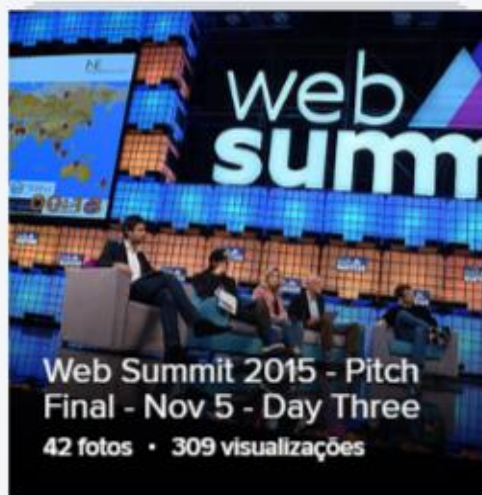 web
summ
Web Summit 2015 - Pitch
Final - Nov 5 - Day Three
42 fotos • 309 visualizações